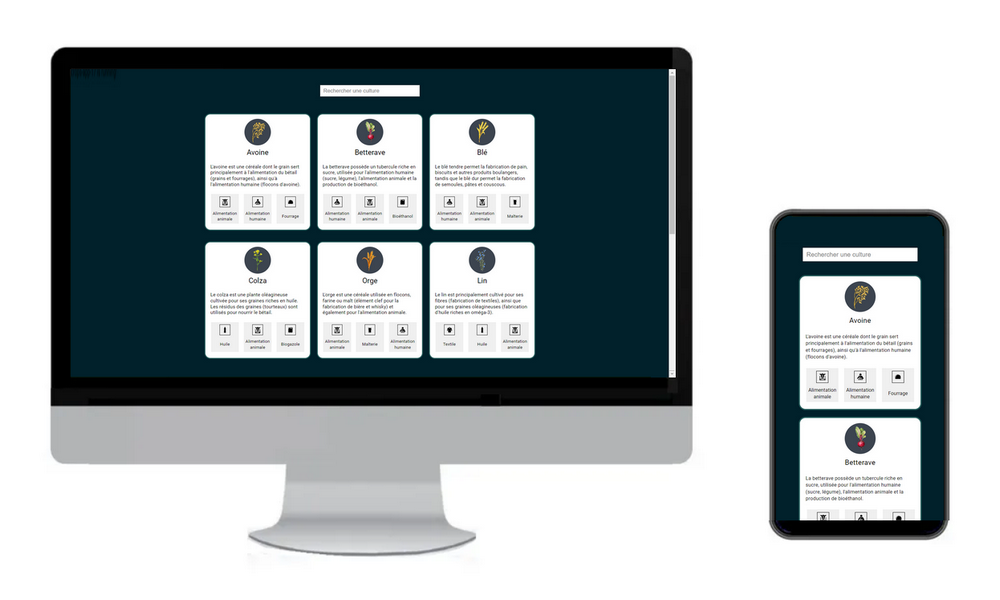 Rechercher une culture
Avoine
L'avoine est une céréale dont le grain sert
principalement à l'alimentation du bétail
(grains et fourrages), ainsi qu'à
l'alimentation humaine (flocons d'avoine).
Alimentation
animale
Alimentation
humaine
Fourrage
Betterave
La betterave possède un tubercule riche en
sucre, utilisée pour l'alimentation humaine
(sucre, légume), l'alimentation animale et la
production de bioéthanol.
Alimentation
humaine
Alimentation
animale
Bioéthanol
Blé
Le blé tendre permet la fabrication de pain,
biscuits et autres produits boulangers,
tandis que le blé dur permet la fabrication
de semoules, pâtes et couscous.
Alimentation
humaine
Alimentation
animale
Malterie
Colza
Le colza est une plante oléagineuse
cultivée pour ses graines riches en huile.
Les résidus des graines (tourteaux) sont
utilisés pour nourrir le bétail.
Huile
Alimentation
animale
Biogazole
Orge
L'orge est une céréale utilisée en flocons,
farine ou malt (élément clef pour la
fabrication de bière et whisky) et
également pour l'alimentation animale.
Alimentation
animale
Malterie
Alimentation
humaine
Lin
Le lin est principalement cultivé pour ses
fibres (fabrication de textiles), ainsi que
pour ses graines oléagineuses (fabrication
d'huile riches en oméga-3).
Textile
Huile
Alimentation
animale
Rechercher une culture
Avoine
L'avoine est une céréale dont le grain sert
principalement à l'alimentation du bétail (grains
et fourrages), ainsi qu'à l'alimentation humaine
(flocons d'avoine).
Alimentation
animale
Alimentation
humaine
Fourrage
Betterave
La betterave possède un tubercule riche en
sucre, utilisée pour l'alimentation humaine
(sucre, légume), l'alimentation animale et la
production de bioéthanol.